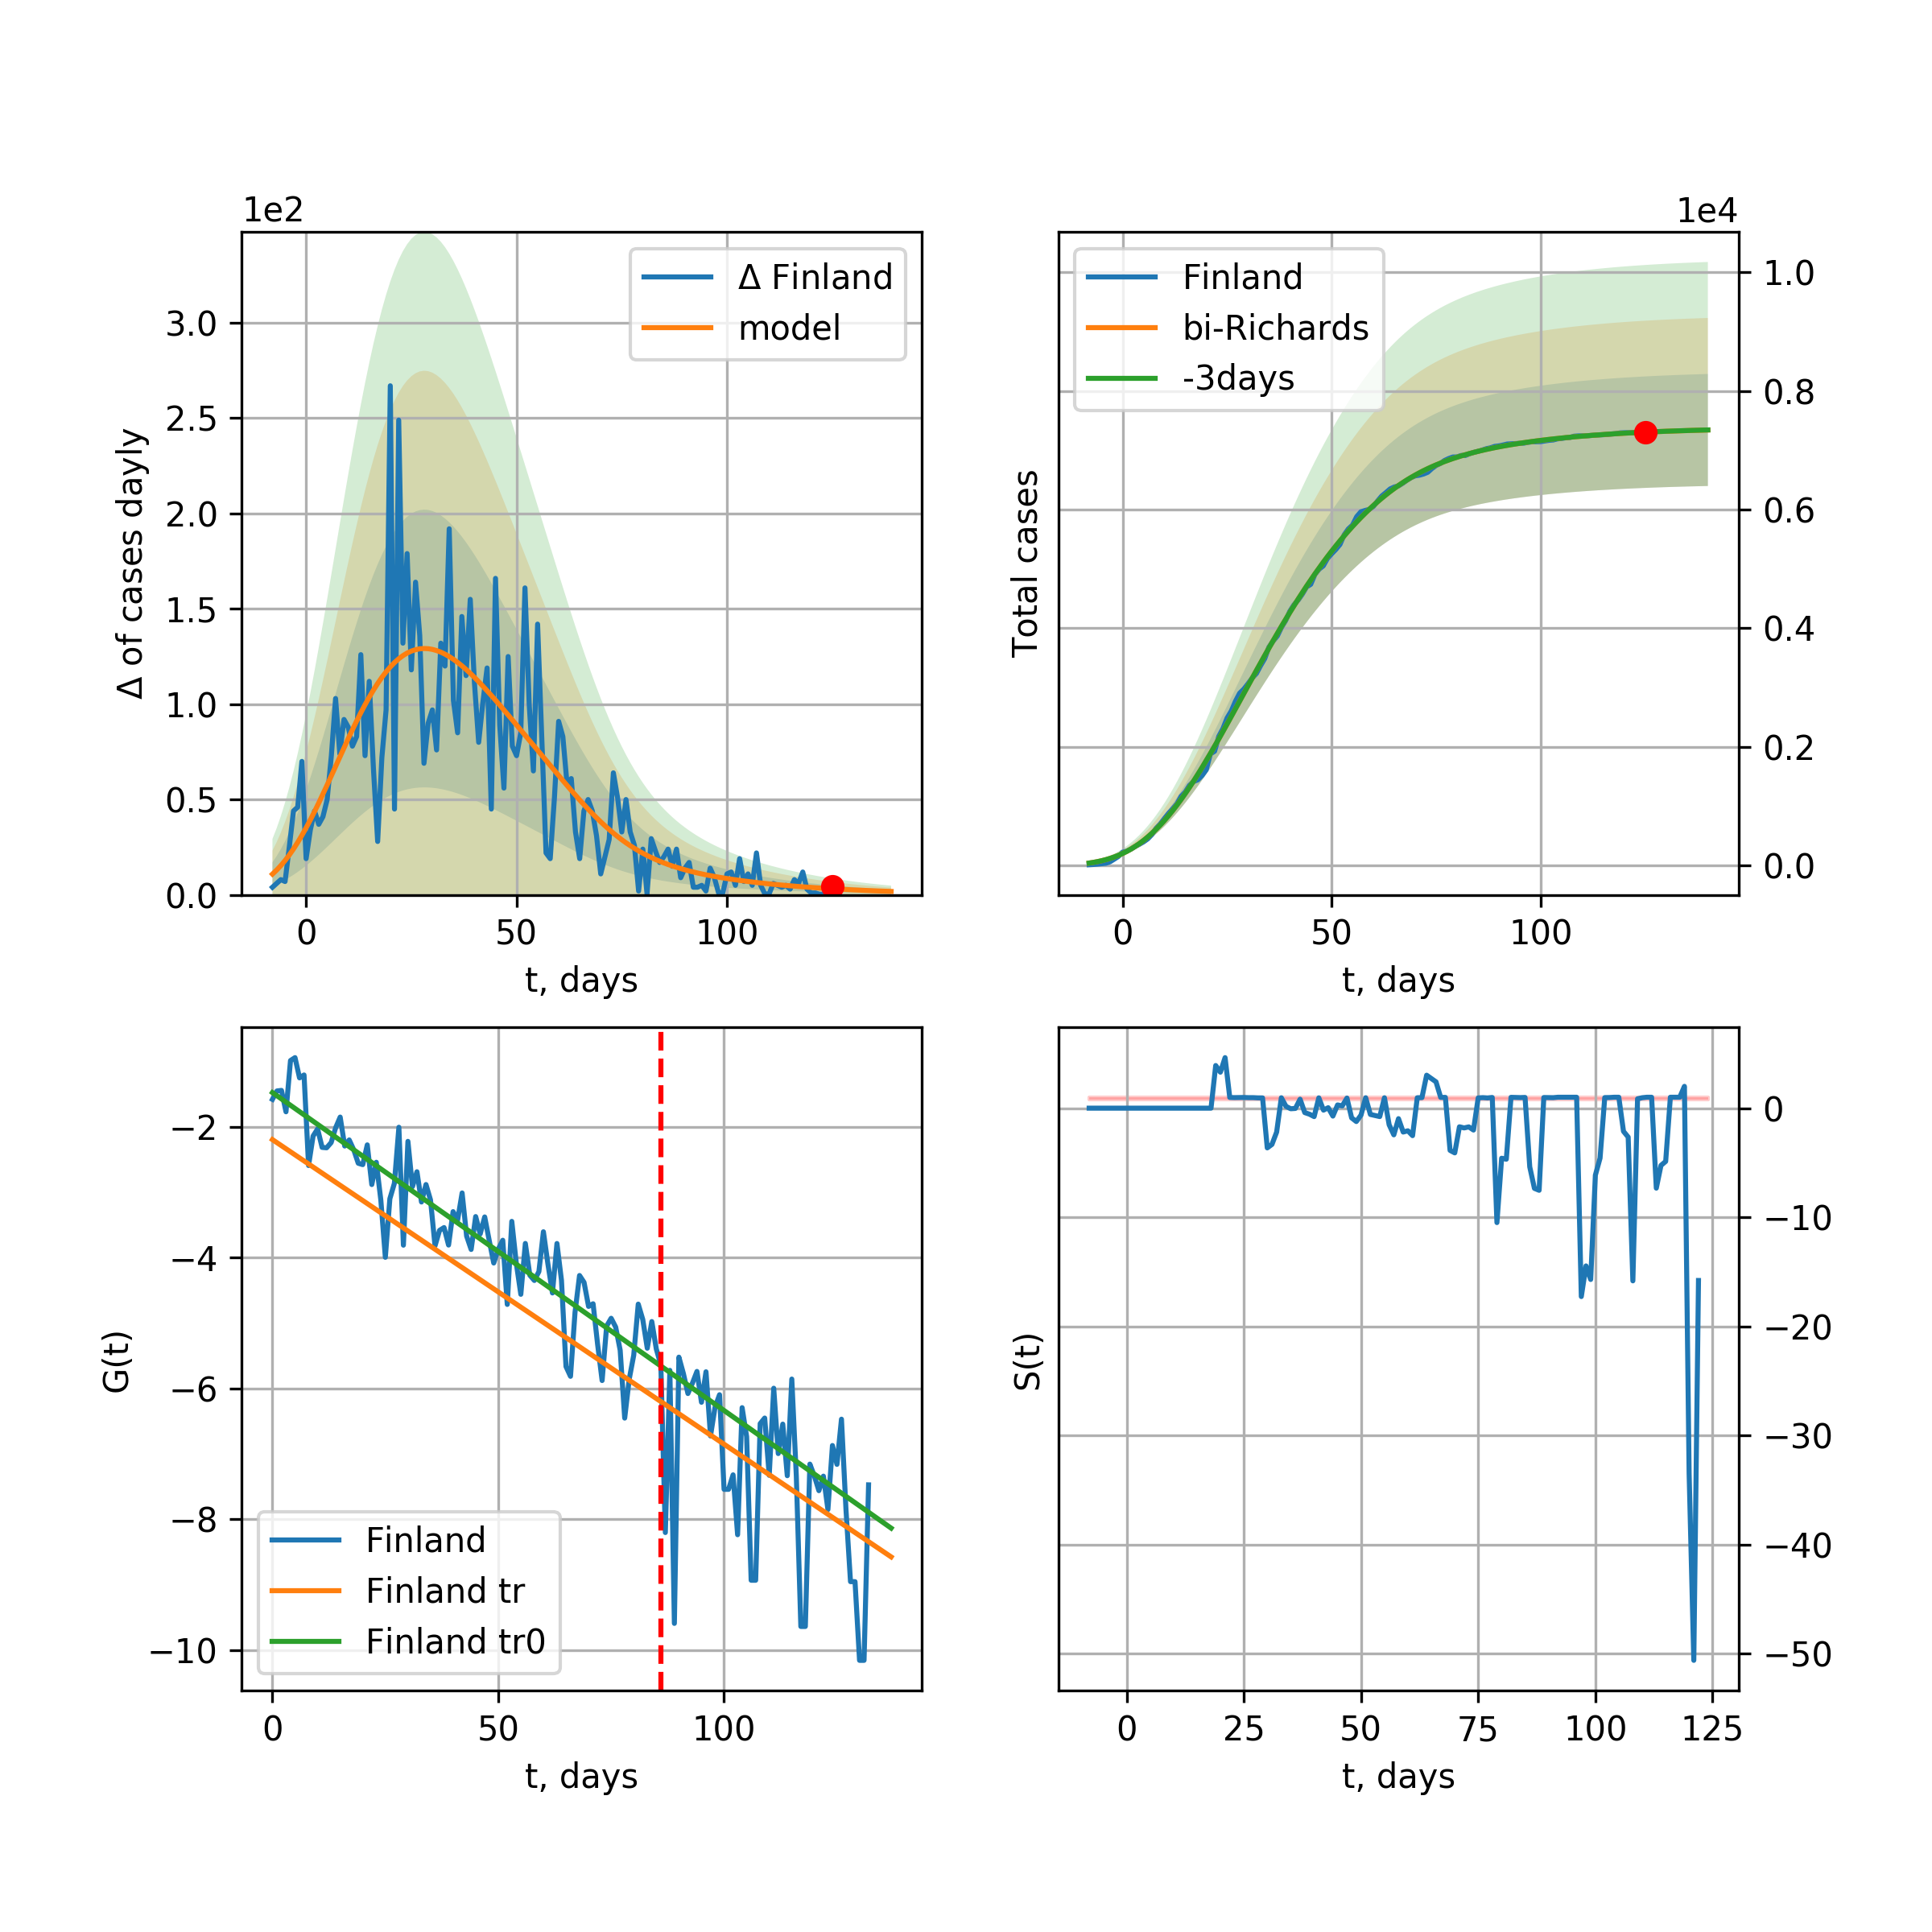 1e2
Δ Finland
model
3.0
2.5
2.0
1.5
1.0
0.5
0.0
Δ of cases dayly
0 50 100
t, days
1e4
Finland
bi-Richards
-3days
1.0
0.8
0.6
0.4
0.2
0.0
Total cases
0 50 100
t, days
−2
−4
−6
−8
−10
G(t)
Finland
Finland tr
Finland tr0
0 50 100
t, days
S(t)
0
−10
−20
−30
−40
−50
0 25 50 75 100 125
t, days